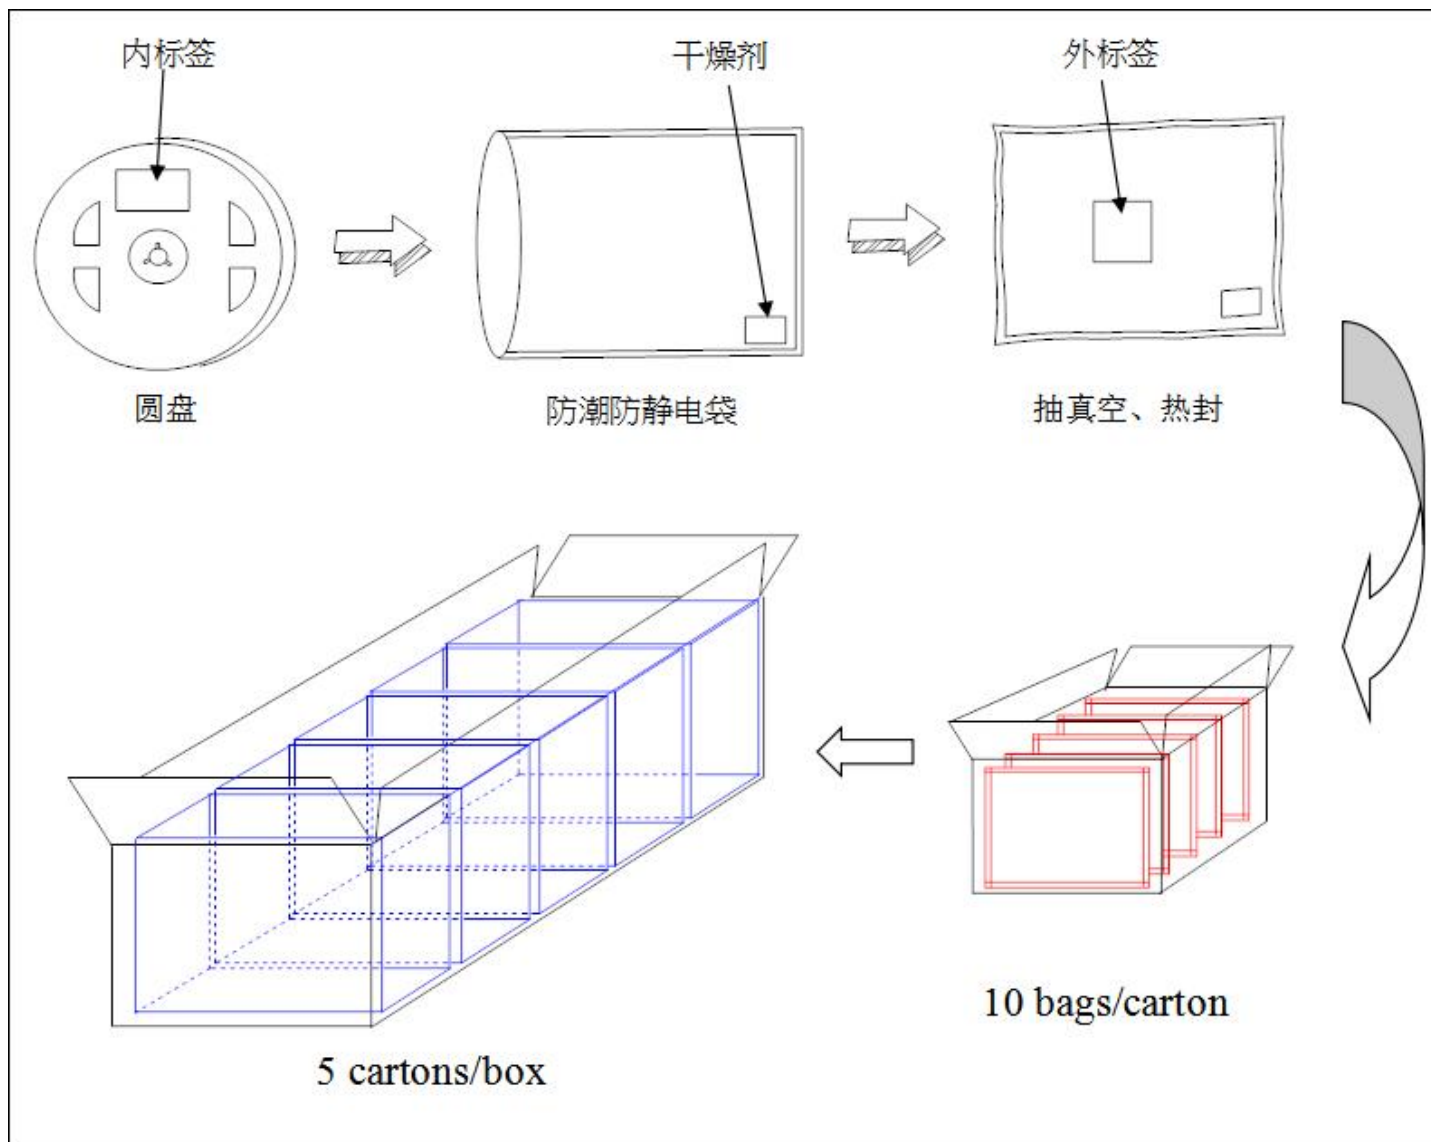 内标签
干燥剂
外标签
圆盘
防潮防静电袋
抽真空、热封
10 bags/carton
5 cartons/box